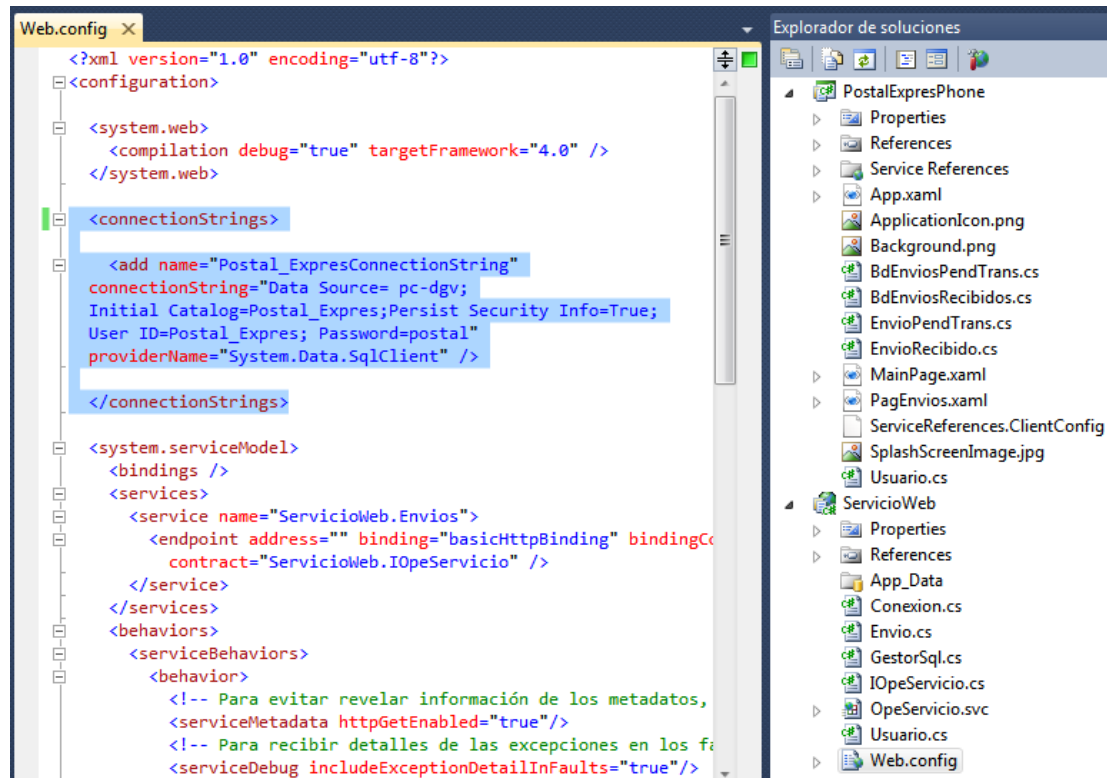 Web.config
<?xml version="1.0" encoding="utf-8"?>
<configuration>
<system.web>
<compilation debug="true" targetFramework="4.0" />
</system.web>
<connectionStrings>
<add name="Postal_ExpresConnectionString"
connectionString="Data Source= pc-dgv;
Initial Catalog=Postal_Expres;Persist Security Info=True;
User ID=Postal_Expres; Password=postal"
providerName="System.Data.SqlClient" />
</connectionStrings>
<system.serviceModel>
<bindings />
<services>
<service name="ServicioWeb.Envios">
<endpoint address="" binding="basicHttpBinding" bindingCo
contract="ServicioWeb.IOpeServicio" />
</service>
</services>
<behaviors>
<serviceBehaviors>
<behavior>
<!-- Para evitar revelar información de los metadatos,
<serviceMetadata httpGetEnabled="true"/>
<!-- Para recibir detalles de las excepciones en los fa
<serviceDebug includeExceptionDetailInFaults="true"/>
Explorador de soluciones
PostalExpresPhone
Properties
References
Service References
App.xaml
ApplicationIcon.png
Background.png
BdEnviosPendTrans.cs
BdEnviosRecibidos.cs
EnvioPendTrans.cs
EnvioRecibido.cs
MainPage.xaml
PagEnvios.xaml
ServiceReferences.ClientConfig
SplashScreenImage.jpg
Usuario.cs
ServicioWeb
Properties
References
App_Data
Conexion.cs
Envio.cs
GestorSql.cs
IOpeServicio.cs
OpeServicio.svc
Usuario.cs
Web.config